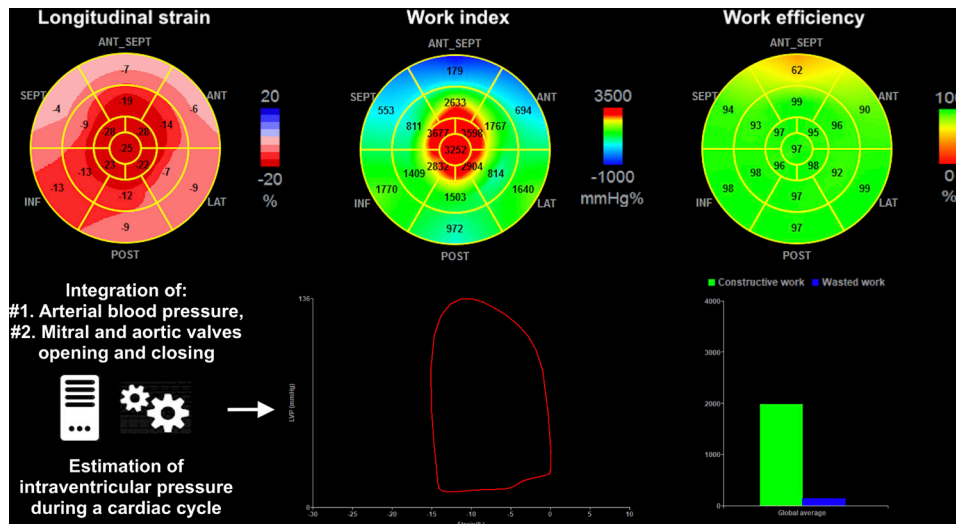 Longitudinal strain
Work index
Work efficiency
ANT_SEPT
SEPT
ANT
INF
LAT
POST
-7
-4
-6
-19
-9
-14
28
28
-25
-23
-22
-13
-13
-7
-9
-12
-9
20
-20
%
ANT_SEPT
SEPT
ANT
INF
LAT
POST
179
553
694
2633
811
1767
3677
3598
3252
2832
2904
1409
814
1770
1640
1503
972
3500
-1000
mmHg%
ANT_SEPT
SEPT
ANT
INF
LAT
POST
62
94
90
99
93
96
97
95
97
96
98
98
92
99
97
97
100
0
%
Integration of:
#1. Arterial blood pressure,
#2. Mitral and aortic valves
opening and closing
Estimation of
intraventricular pressure
during a cardiac cycle
136
LVP (mmHg)
0
-30
-25
-20
-15
-10
-5
0
5
10
Constructive work
Wasted work
4000
3000
2000
1000
0
Global average